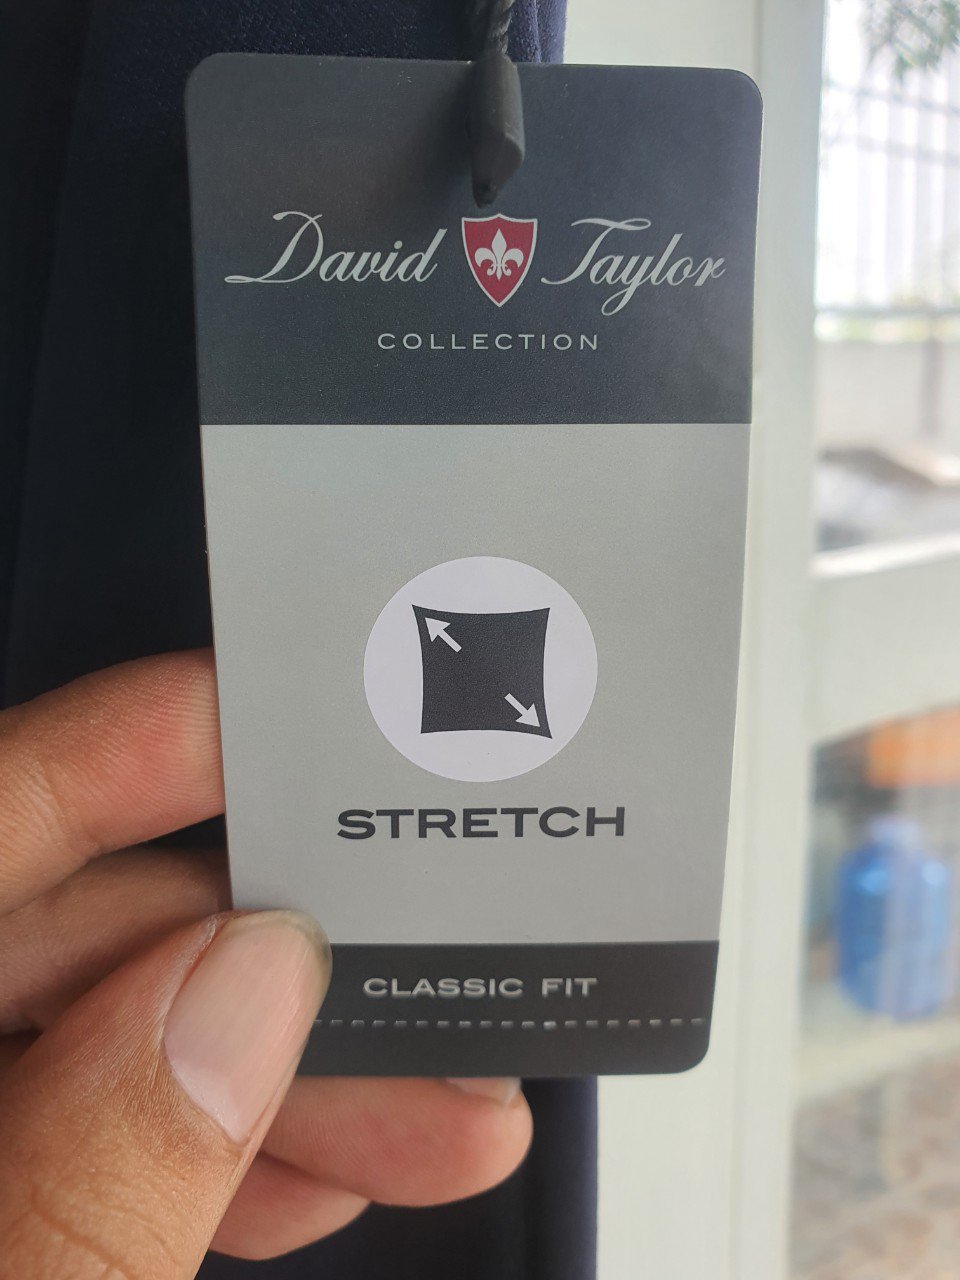 David Taylor
COLLECTION
STRETCH
CLASSIC FIT